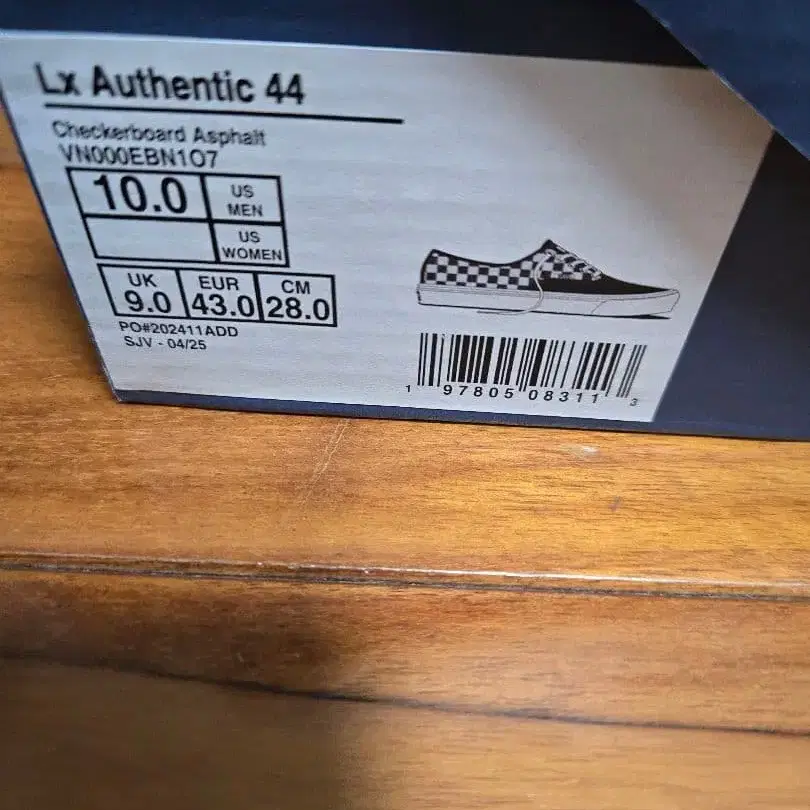 Lx Authentic 44
Checkerboard Asphalt
VN000EBN1O7
10.0 US MEN
US WOMEN
UK 9.0 EUR 43.0 CM 28.0
PO#202411ADD
SJV - 04/25
1 97805 08311 3